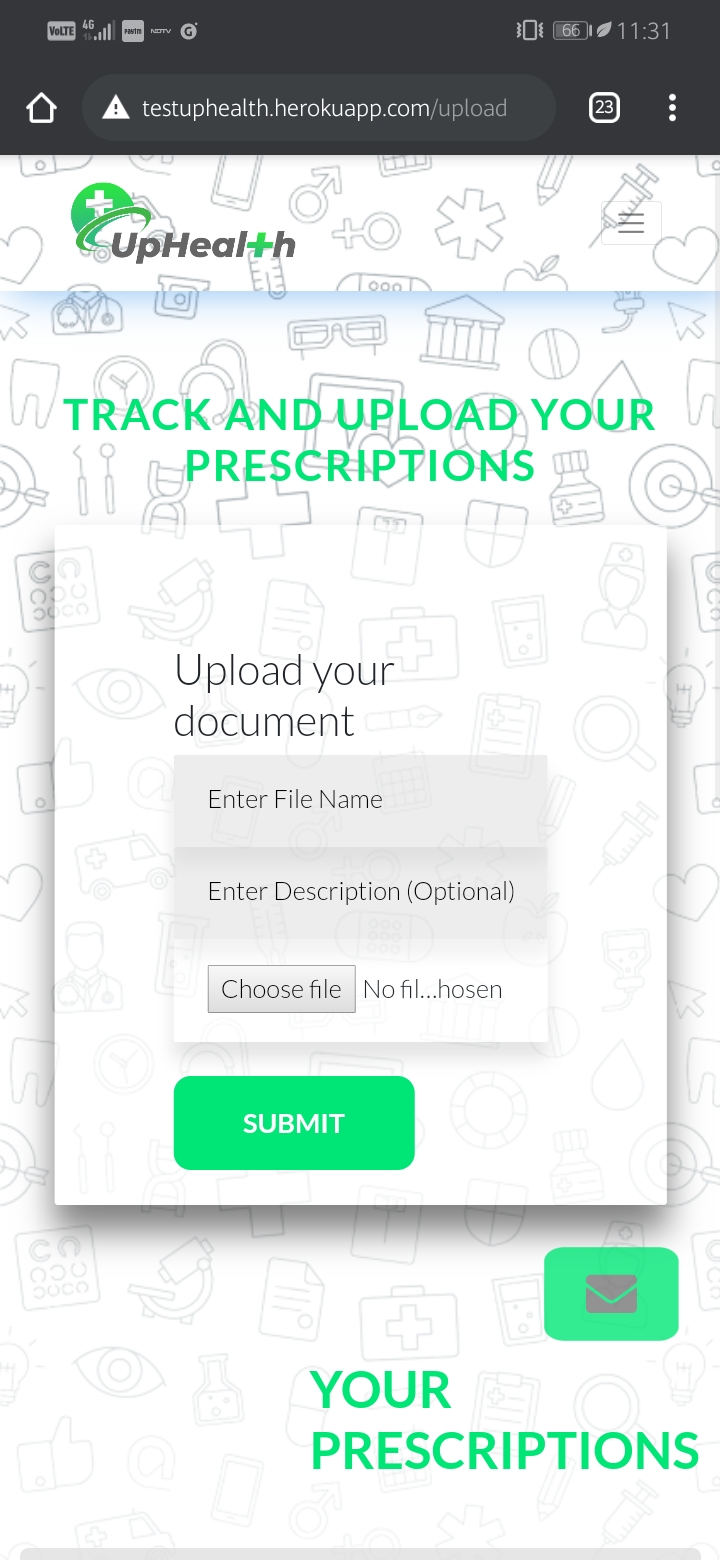 VoLTE 4G Paytm NDTV G 66 11:31
testuphealth.herokuapp.com/upload 23
UpHealth
TRACK AND UPLOAD YOUR
PRESCRIPTIONS
Upload your
document
Enter File Name
Enter Description (Optional)
Choose file No fil...hosen
SUBMIT
YOUR
PRESCRIPTIONS